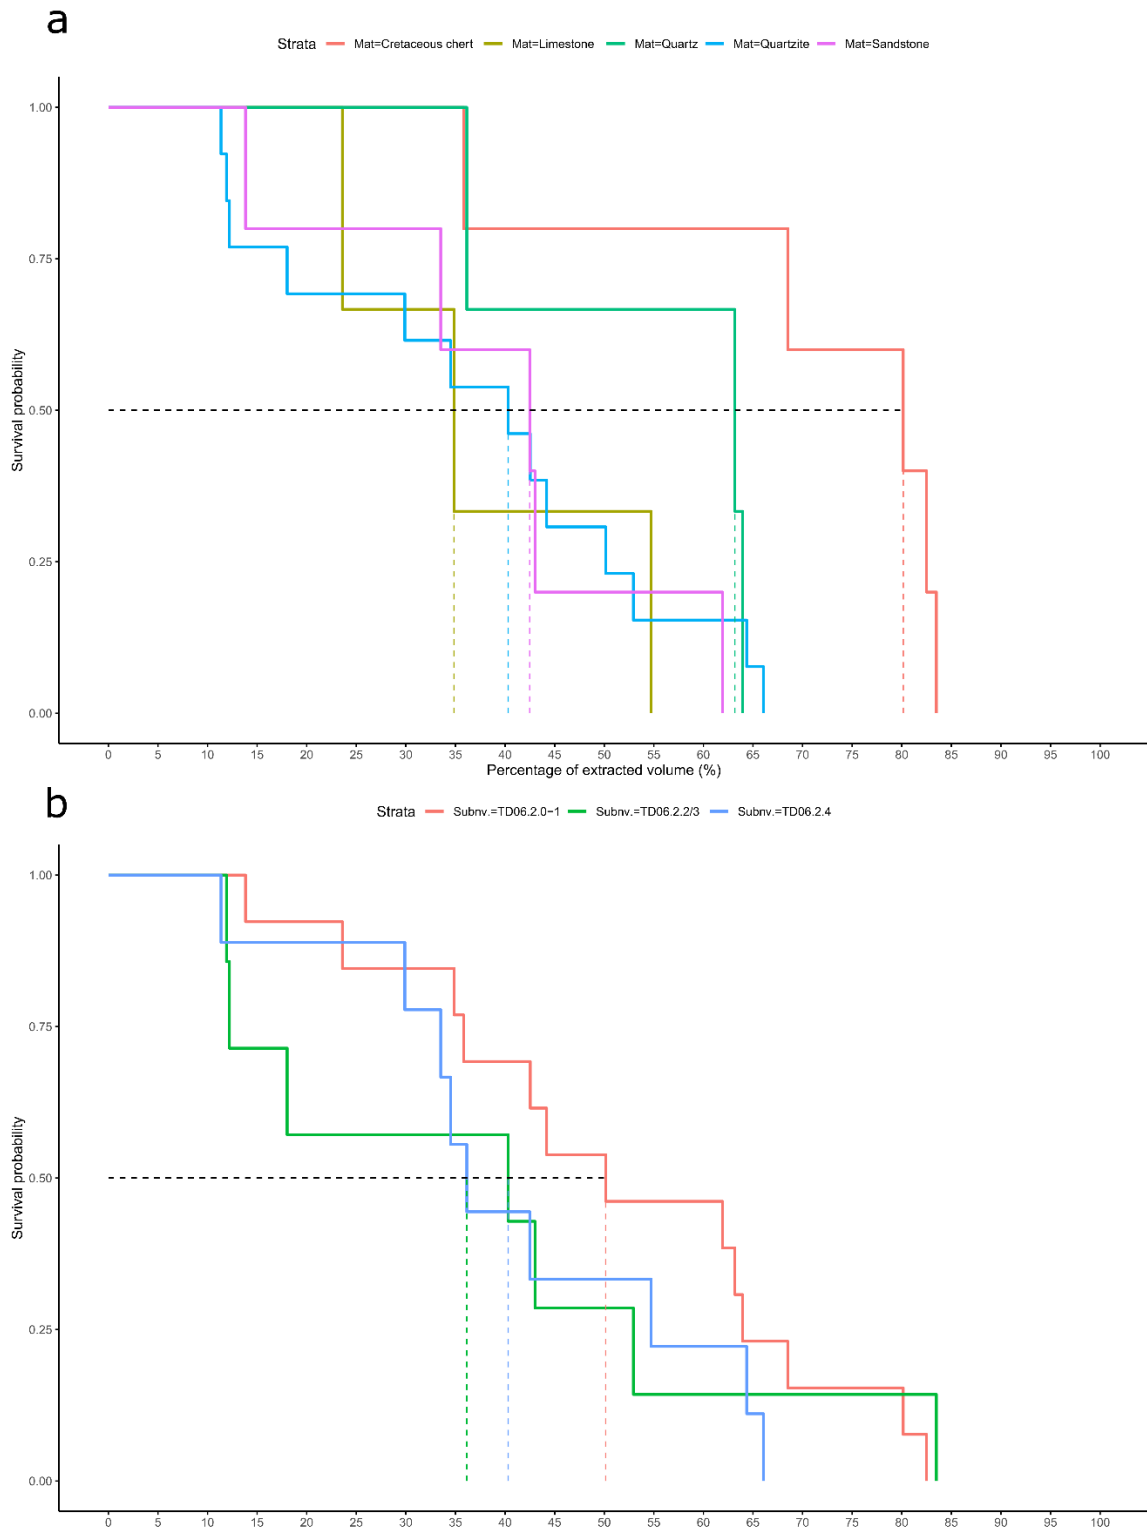 a
Strata Mat=Cretaceous chert Mat=Limestone Mat=Quartz Mat=Quartzite Mat=Sandstone
1.00
0.75
0.50
0.25
0.00
Survival probability
0 5 10 15 20 25 30 35 40 45 50 55 60 65 70 75 80 85 90 95 100
Percentage of extracted volume (%)
b
Strata Subnv.=TD06.2.0−1 Subnv.=TD06.2.2/3 Subnv.=TD06.2.4
1.00
0.75
0.50
0.25
0.00
Survival probability
0 5 10 15 20 25 30 35 40 45 50 55 60 65 70 75 80 85 90 95 100